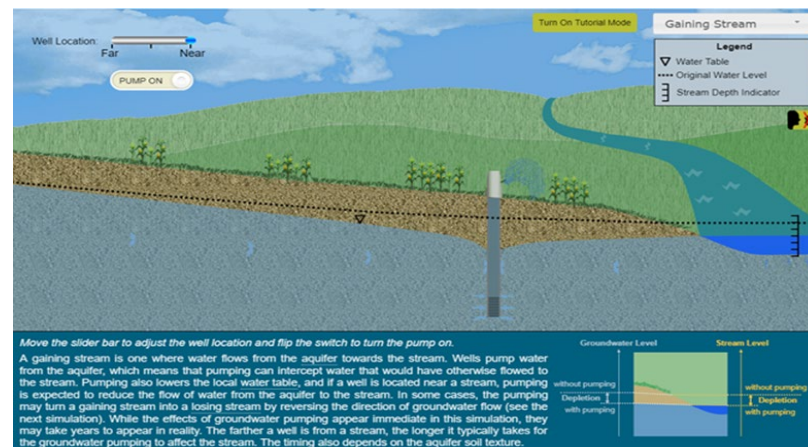 Turn On Tutorial Mode
Gaining Stream
Well Location:
Far
Near
PUMP ON
Legend
Water Table
Original Water Level
Stream Depth Indicator
Move the slider bar to adjust the well location and flip the switch to turn the pump on.
A gaining stream is one where water flows from the aquifer towards the stream. Wells pump water
from the aquifer, which means that pumping can intercept water that would have otherwise flowed to
the stream. Pumping also lowers the local water table, and if a well is located near a stream, pumping
is expected to reduce the flow of water from the aquifer to the stream. In some cases, the pumping
may turn a gaining stream into a losing stream by reversing the direction of groundwater flow (see the
next simulation). While the effects of groundwater pumping appear immediate in this simulation, they
may take years to appear in reality. The farther a well is from a stream, the longer it typically takes for
the groundwater pumping to affect the stream. The timing also depends on the aquifer soil texture.
Groundwater Level
Stream Level
without pumping
without pumping
Depletion
Depletion
with pumping
with pumping